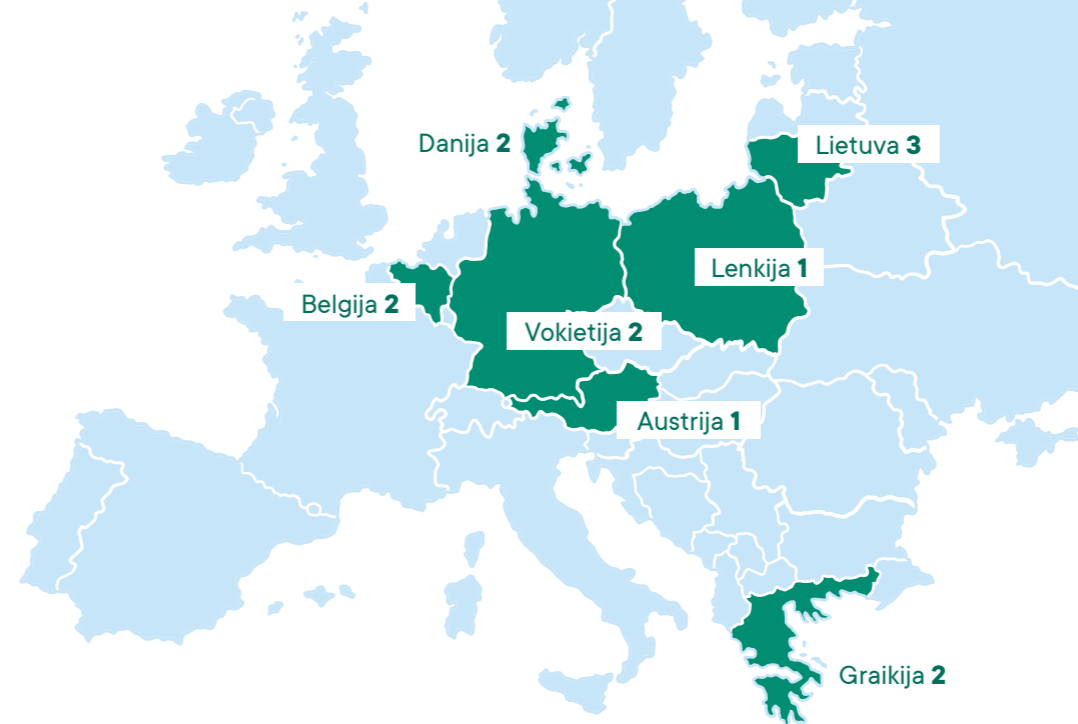 Danija 2
Lietuva 3
Lenkija 1
Belgija 2
Vokietija 2
Austrija 1
Graikija 2